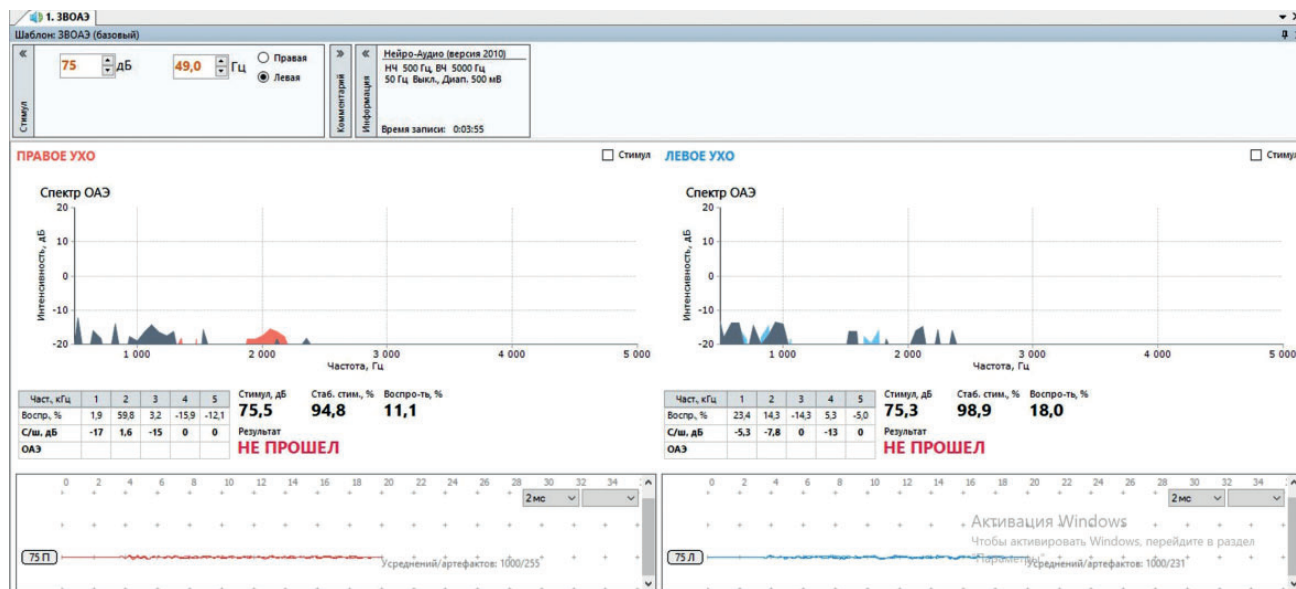 1. ЗВОАЭ
Шаблон: ЗВОАЭ (базовый)
75 дБ 49,0 Гц
Правая
Левая
Стимул
Комментарий
Информация
Нейро-Аудио (версия 2010)
НЧ 500 Гц, ВЧ 5000 Гц
50 Гц Выкл., Диап. 500 мВ
Время записи: 0:03:55
ПРАВОЕ УХО
Стимул
Спектр ОАЭ
Интенсивность, дБ
20
10
0
-10
-20
1 000 2 000 3 000 4 000 5 000
Частота, Гц
Част., кГц 1 2 3 4 5
Воспр., % 1,9 59,8 3,2 -15,9 -12,1
С/ш, дБ -17 1,6 -15 0 0
ОАЭ
Стимул, дБ Стаб. стим., % Воспро-ть, %
75,5 94,8 11,1
Результат
НЕ ПРОШЕЛ
0 2 4 6 8 10 12 14 16 18 20 22 24 26 28 30 32 34
2 мс
75 П
Усреднений/артефактов: 1000/255
ЛЕВОЕ УХО
Стимул
Спектр ОАЭ
Интенсивность, дБ
20
10
0
-10
-20
1 000 2 000 3 000 4 000 5 000
Частота, Гц
Част., кГц 1 2 3 4 5
Воспр., % 23,4 14,3 -14,3 5,3 -5,0
С/ш, дБ -5,3 -7,8 0 -13 0
ОАЭ
Стимул, дБ Стаб. стим., % Воспро-ть, %
75,3 98,9 18,0
Результат
НЕ ПРОШЕЛ
0 2 4 6 8 10 12 14 16 18 20 22 24 26 28 30 32 34
2 мс
Активация Windows
Чтобы активировать Windows, перейдите в раздел
"Параметры".
75 Л
Усреднений/артефактов: 1000/231